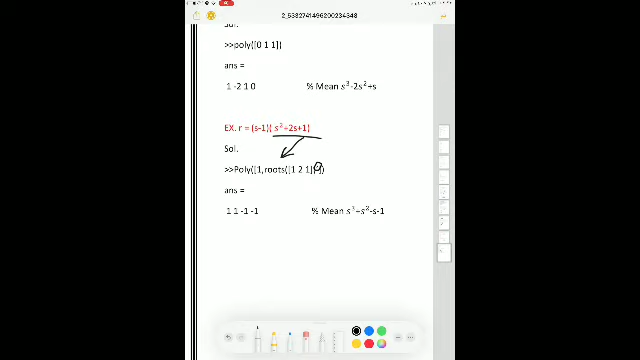 2_5382741496200234348
Sol.
>>poly([0 1 1])
ans =
1 -2 1 0 % Mean s³-2s²+s
EX. r = (s-1)( s²+2s+1)
Sol.
>>Poly([1,roots([1 2 1])'])
ans =
1 1 -1 -1 % Mean s³+s²-s-1